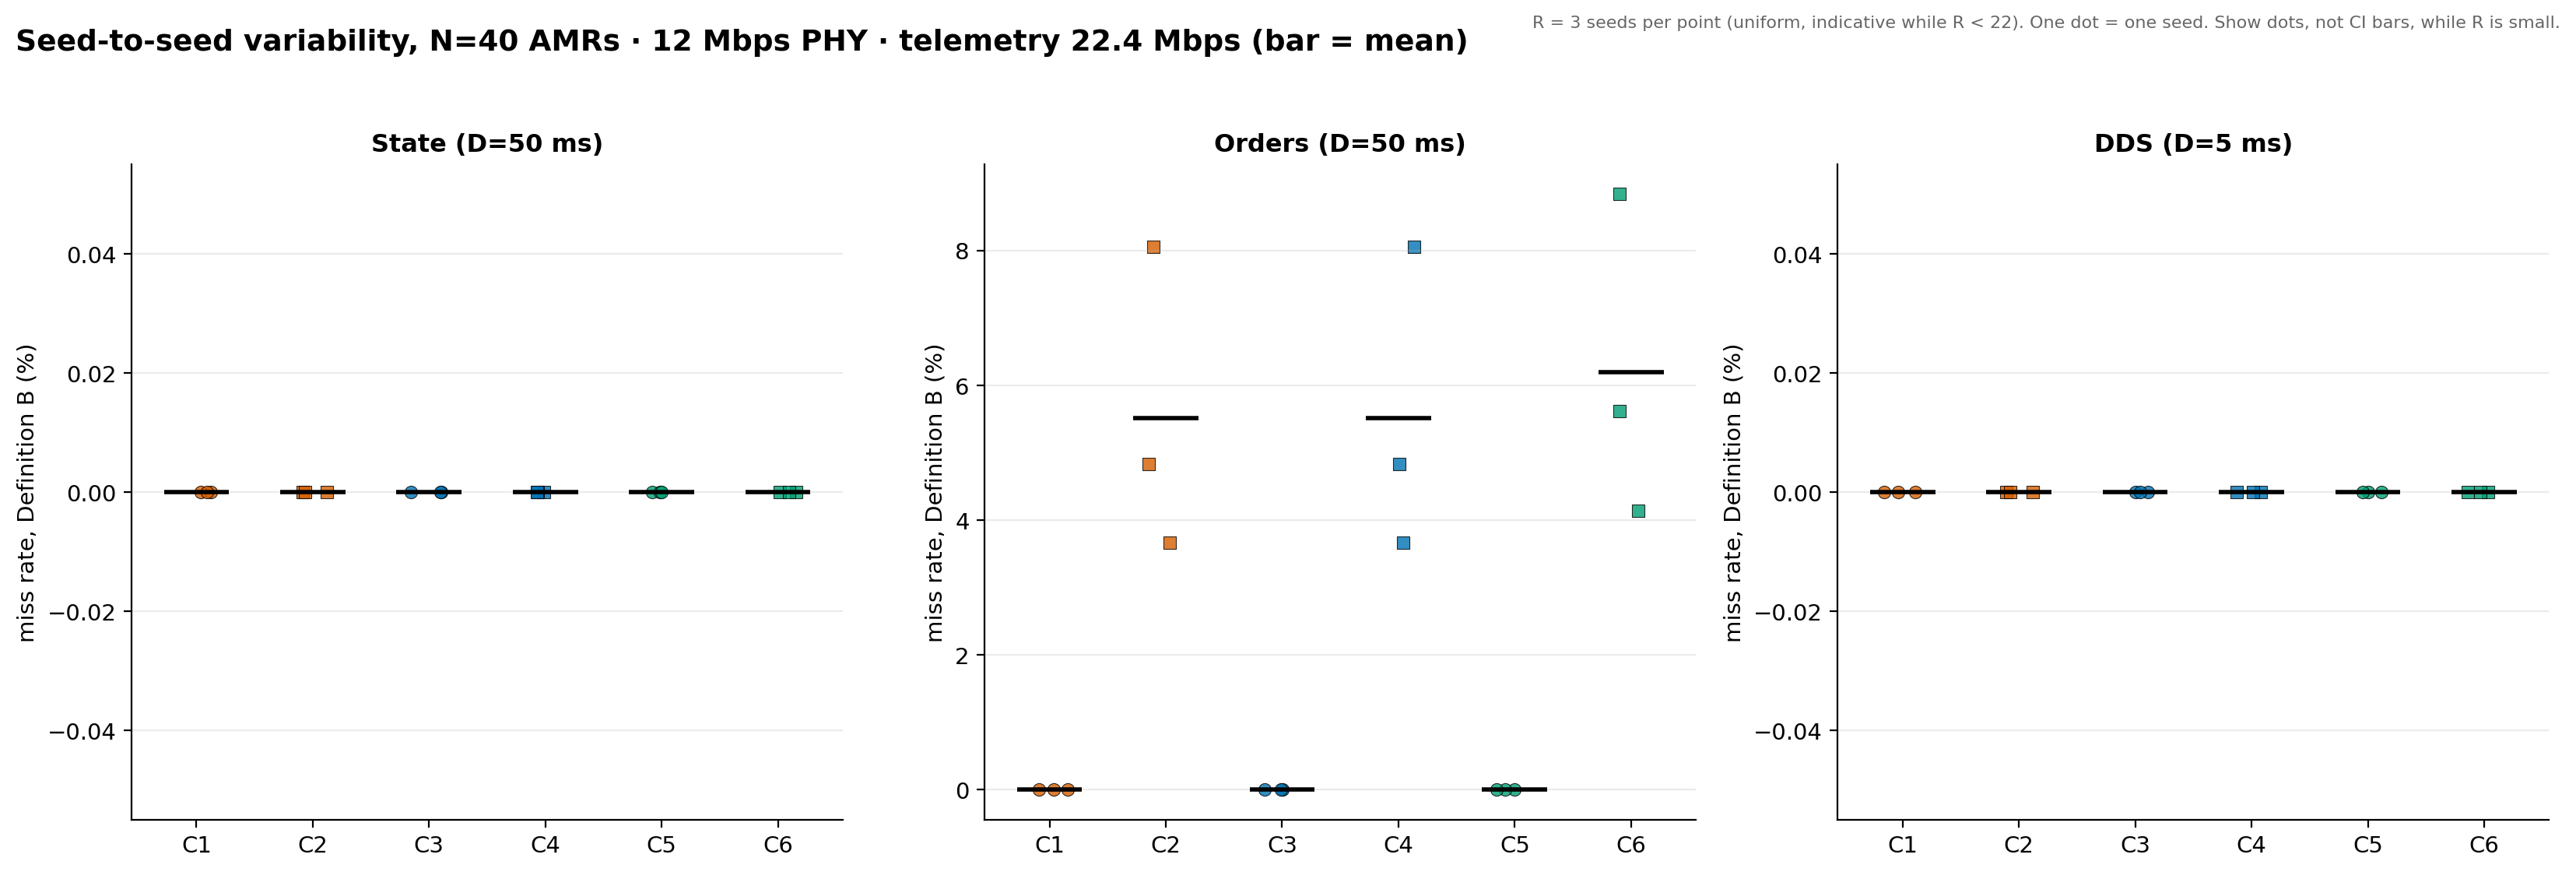 R = 3 seeds per point (uniform, indicative while R < 22). One dot = one seed. Show dots, not CI bars, while R is small.
Seed-to-seed variability, N=40 AMRs · 12 Mbps PHY · telemetry 22.4 Mbps (bar = mean)
State (D=50 ms)
miss rate, Definition B (%)
0.04
0.02
0.00
−0.02
−0.04
C1 C2 C3 C4 C5 C6
Orders (D=50 ms)
miss rate, Definition B (%)
8
6
4
2
0
C1 C2 C3 C4 C5 C6
DDS (D=5 ms)
miss rate, Definition B (%)
0.04
0.02
0.00
−0.02
−0.04
C1 C2 C3 C4 C5 C6